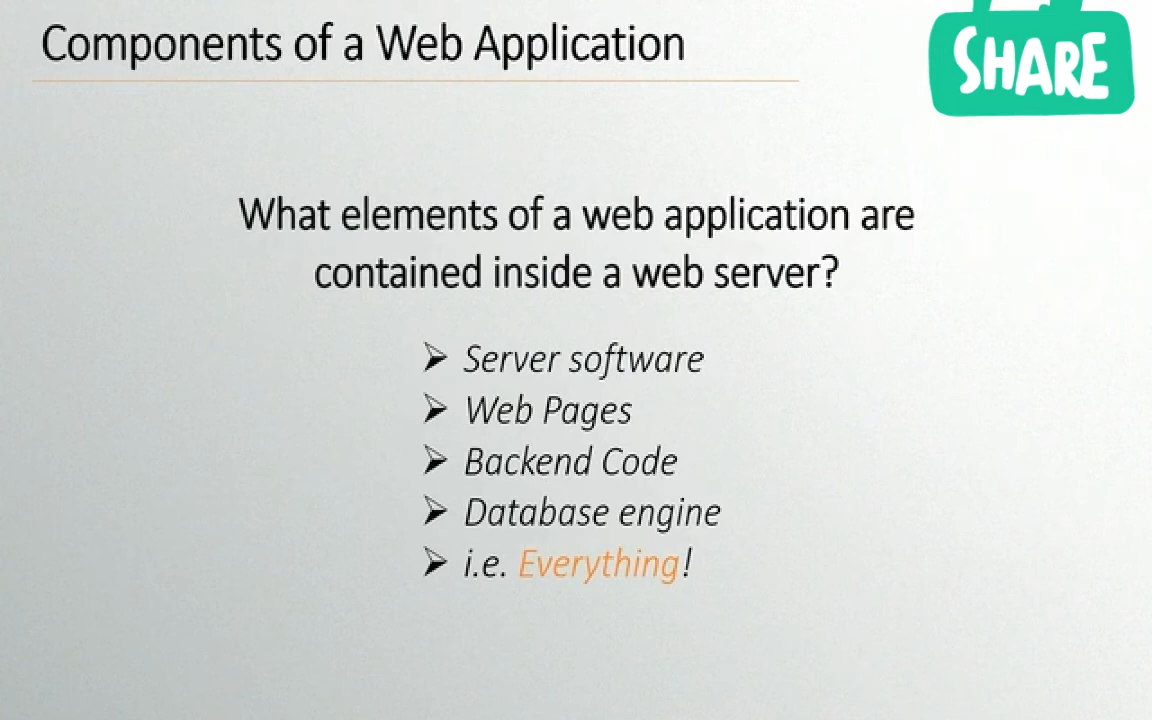 Components of a Web Application
SHARE
What elements of a web application are
contained inside a web server?
➢ Server software
➢ Web Pages
➢ Backend Code
➢ Database engine
➢ i.e. Everything!